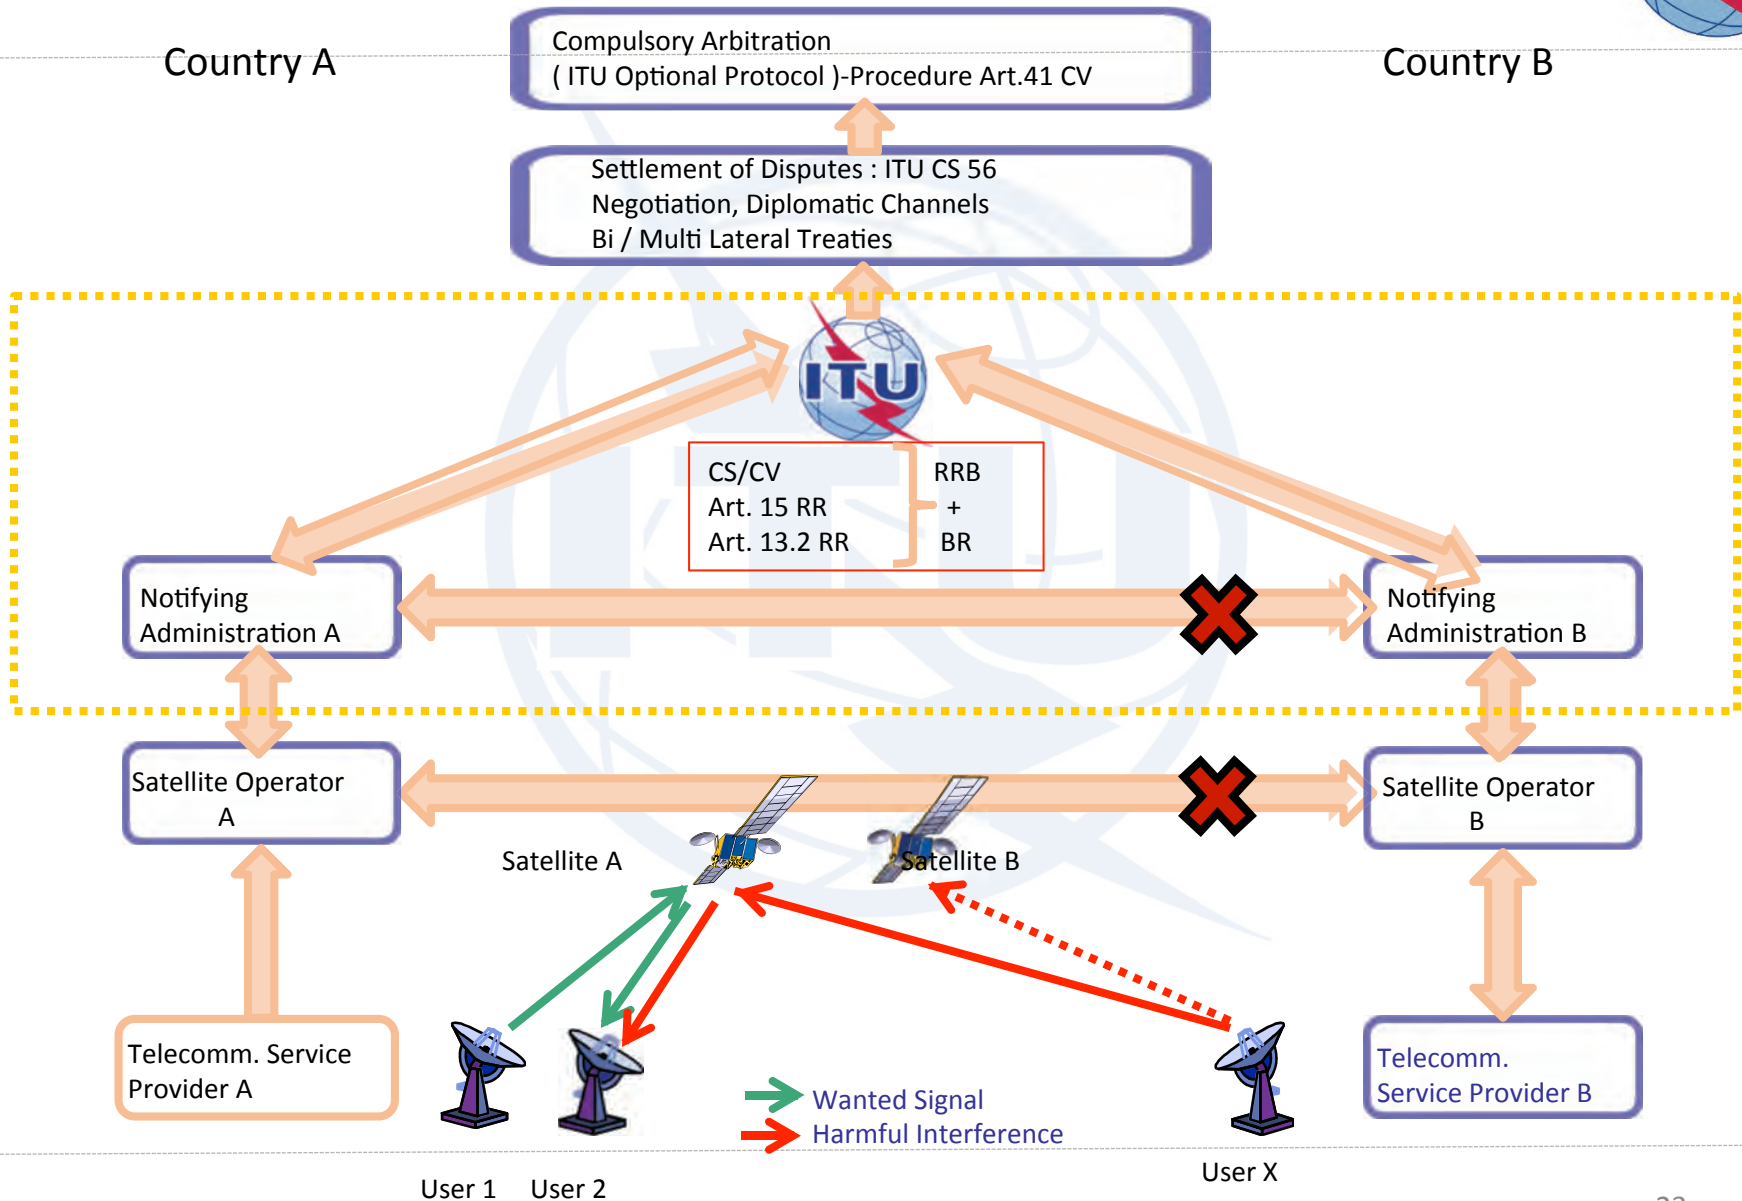 Country A
Compulsory Arbitration
( ITU Optional Protocol )-Procedure Art.41 CV
Country B
Settlement of Disputes : ITU CS 56
Negotiation, Diplomatic Channels
Bi / Multi Lateral Treaties
ITU
CS/CV
Art. 15 RR
Art. 13.2 RR
RRB
+
BR
Notifying
Administration A
Notifying
Administration B
Satellite Operator
A
Satellite Operator
B
Satellite A
Satellite B
Telecomm. Service
Provider A
Telecomm.
Service Provider B
Wanted Signal
Harmful Interference
User 1
User 2
User X